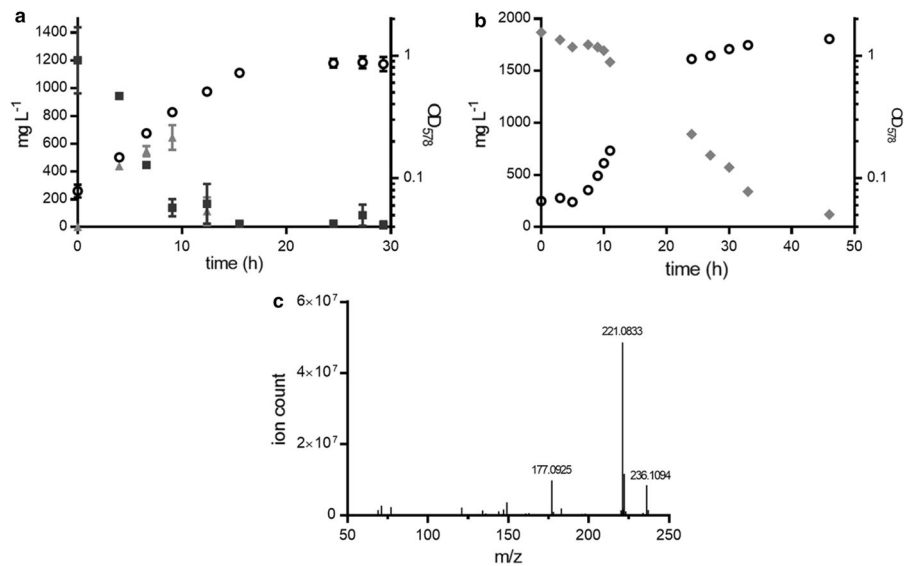 a
1400
1200
1000
800
600
400
200
0
mg L⁻¹
1
0.1
OD₅₇₈
0 10 20 30
time (h)
b
2000
1500
1000
500
0
mg L⁻¹
1
0.1
OD₅₇₈
0 10 20 30 40 50
time (h)
c
6×10⁷
4×10⁷
2×10⁷
0
ion count
221.0833
177.0925
236.1094
50 100 150 200 250
m/z